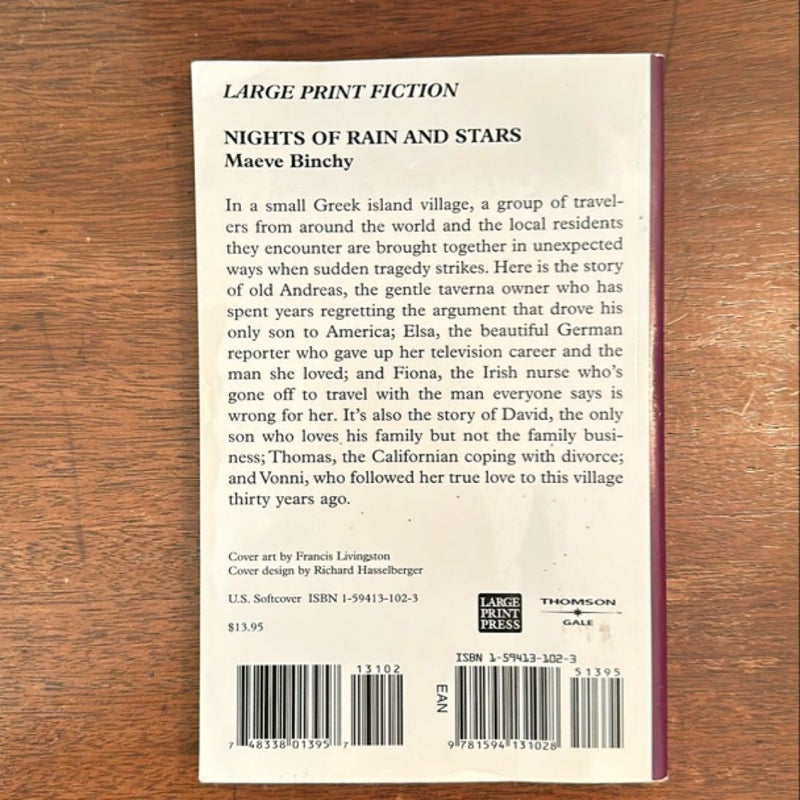 LARGE PRINT FICTION
NIGHTS OF RAIN AND STARS
Maeve Binchy
In a small Greek island village, a group of travel-
ers from around the world and the local residents
they encounter are brought together in unexpected
ways when sudden tragedy strikes. Here is the story
of old Andreas, the gentle taverna owner who has
spent years regretting the argument that drove his
only son to America; Elsa, the beautiful German
reporter who gave up her television career and the
man she loved; and Fiona, the Irish nurse who's
gone off to travel with the man everyone says is
wrong for her. It's also the story of David, the only
son who loves his family but not the family busi-
ness; Thomas, the Californian coping with divorce;
and Vonni, who followed her true love to this village
thirty years ago.
Cover art by Francis Livingston
Cover design by Richard Hasselberger
U.S. Softcover ISBN 1-59413-102-3
$13.95
LARGE
PRINT
PRESS
THOMSON
GALE
13102
7 48338 01395 7
EAN
ISBN 1-59413-102-3
51395
9 781594 131028